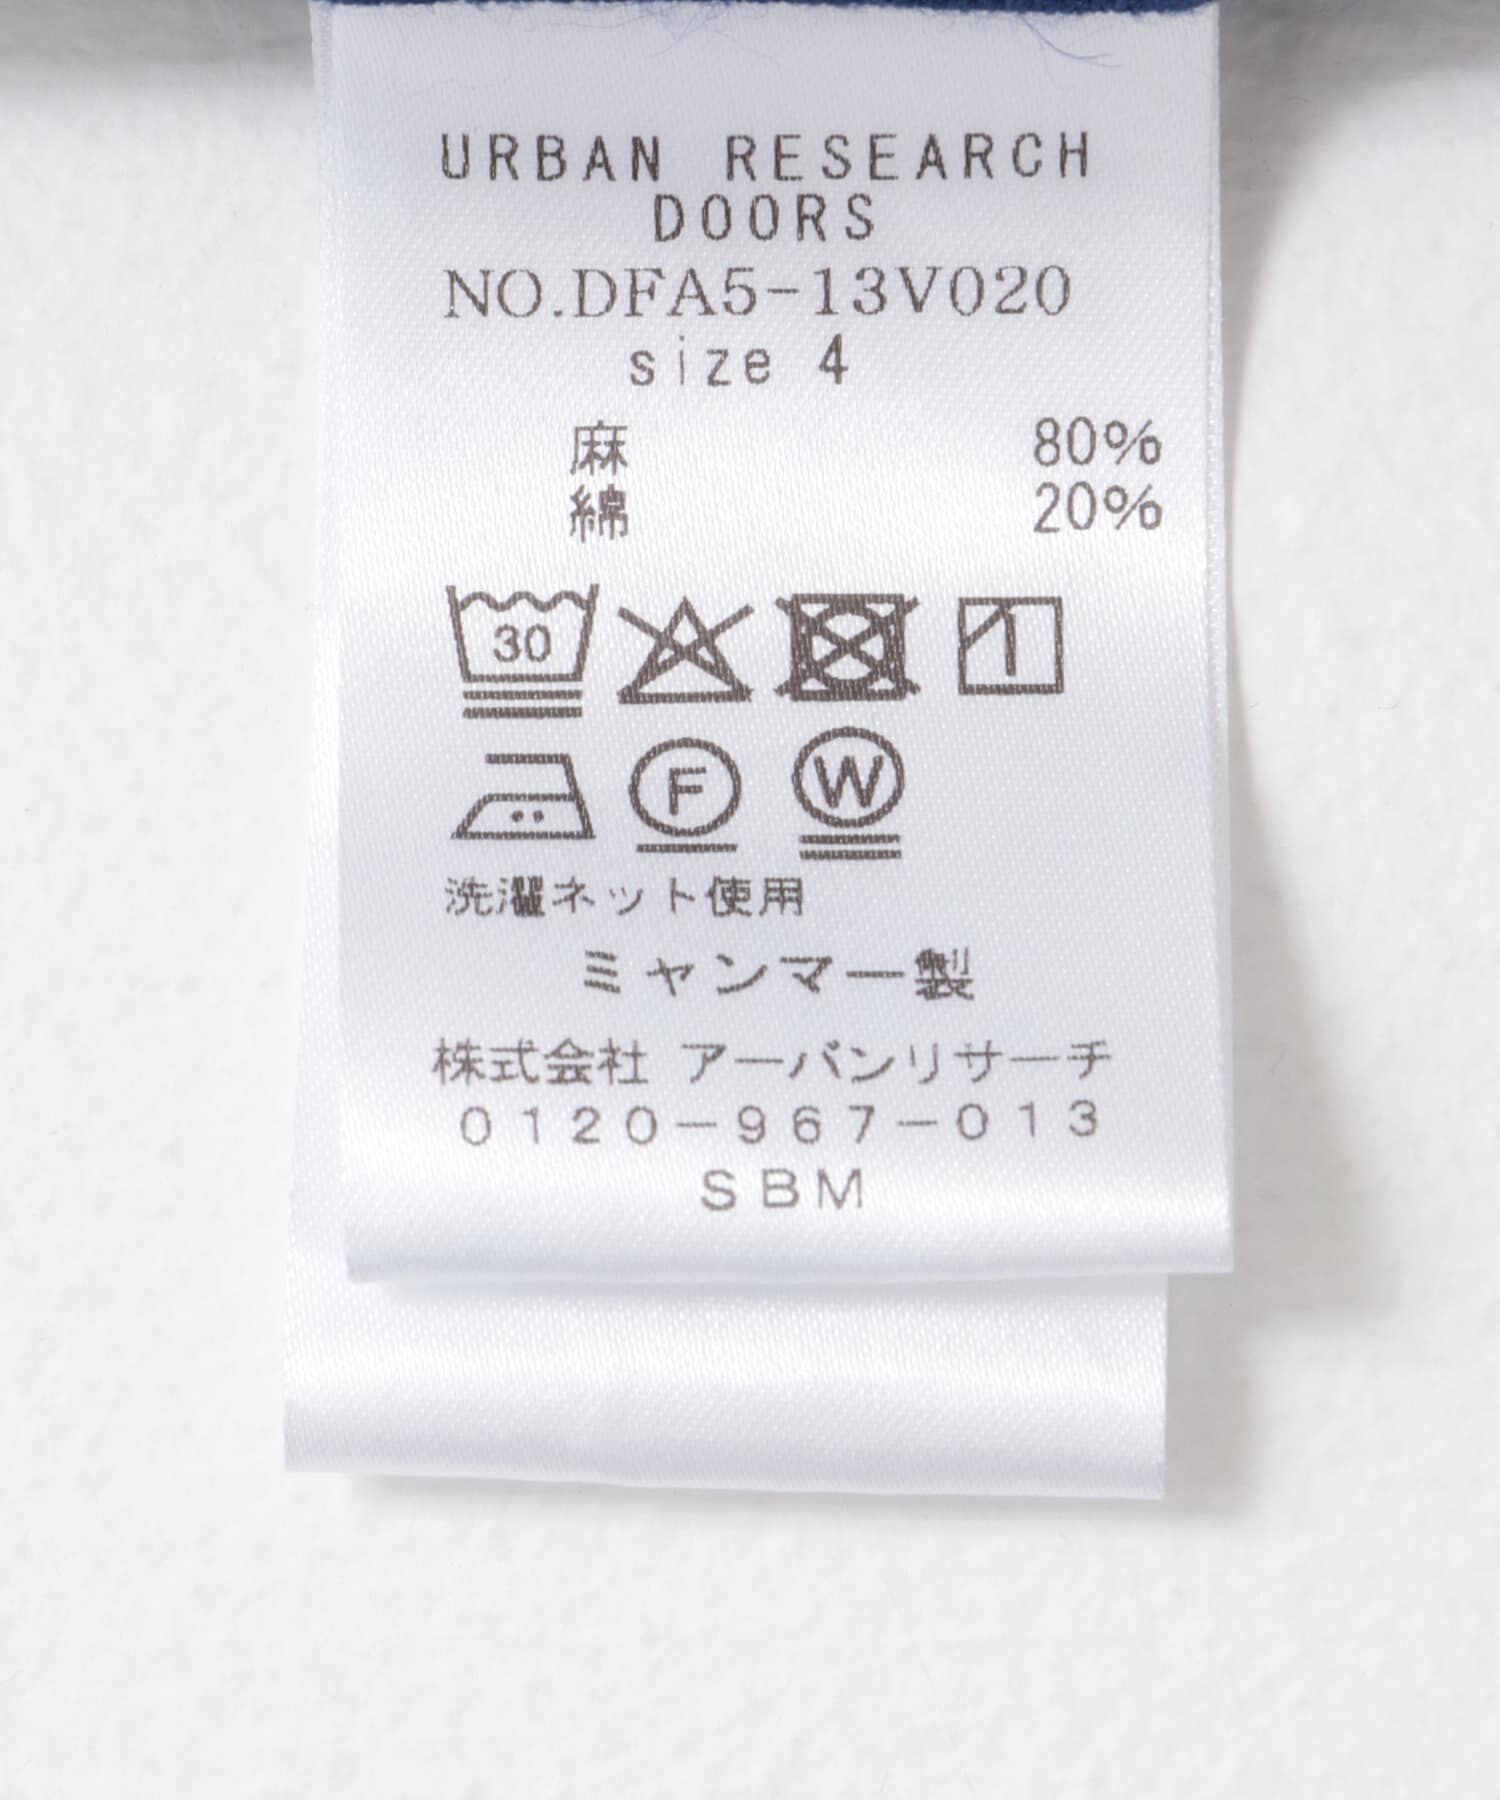 URBAN RESEARCH
DOORS
NO.DFA5-13V020
size 4
麻 80%
綿 20%
30
F W
洗濯ネット使用
ミャンマー製
株式会社 アーバンリサーチ
0120-967-013
SBM